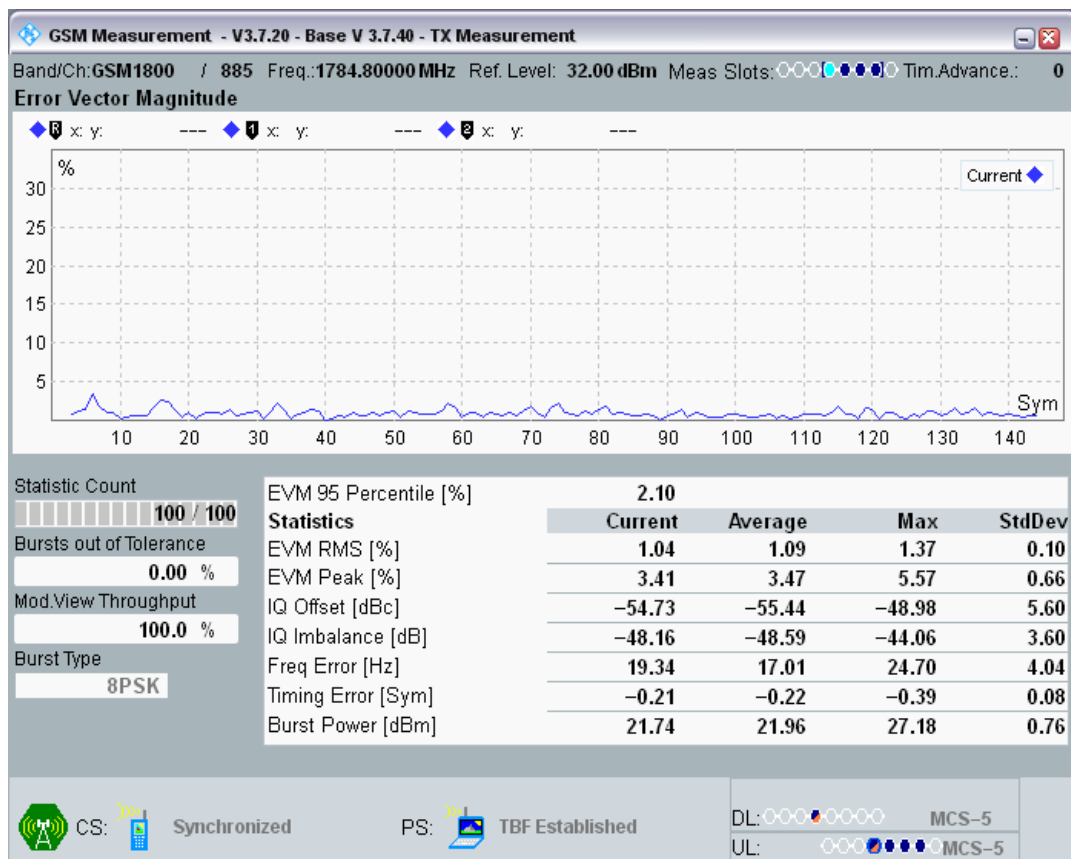 GSM Measurement - V3.7.20 - Base V 3.7.40 - TX Measurement
Band/Ch:GSM1800 / 885 Freq.:1784.80000 MHz Ref. Level: 32.00 dBm Meas Slots: Tim.Advance.: 0
Error Vector Magnitude
R x: y: --- 1 x: y: --- 2 x: y: ---
%
Current
30
25
20
15
10
5
Sym
10 20 30 40 50 60 70 80 90 100 110 120 130 140
Statistic Count
100 / 100
Bursts out of Tolerance
0.00 %
Mod.View Throughput
100.0 %
Burst Type
8PSK
EVM 95 Percentile [%] 2.10
Statistics Current Average Max StdDev
EVM RMS [%] 1.04 1.09 1.37 0.10
EVM Peak [%] 3.41 3.47 5.57 0.66
IQ Offset [dBc] −54.73 −55.44 −48.98 5.60
IQ Imbalance [dB] −48.16 −48.59 −44.06 3.60
Freq Error [Hz] 19.34 17.01 24.70 4.04
Timing Error [Sym] −0.21 −0.22 −0.39 0.08
Burst Power [dBm] 21.74 21.96 27.18 0.76
CS: Synchronized PS: TBF Established
DL: MCS−5
UL: MCS−5